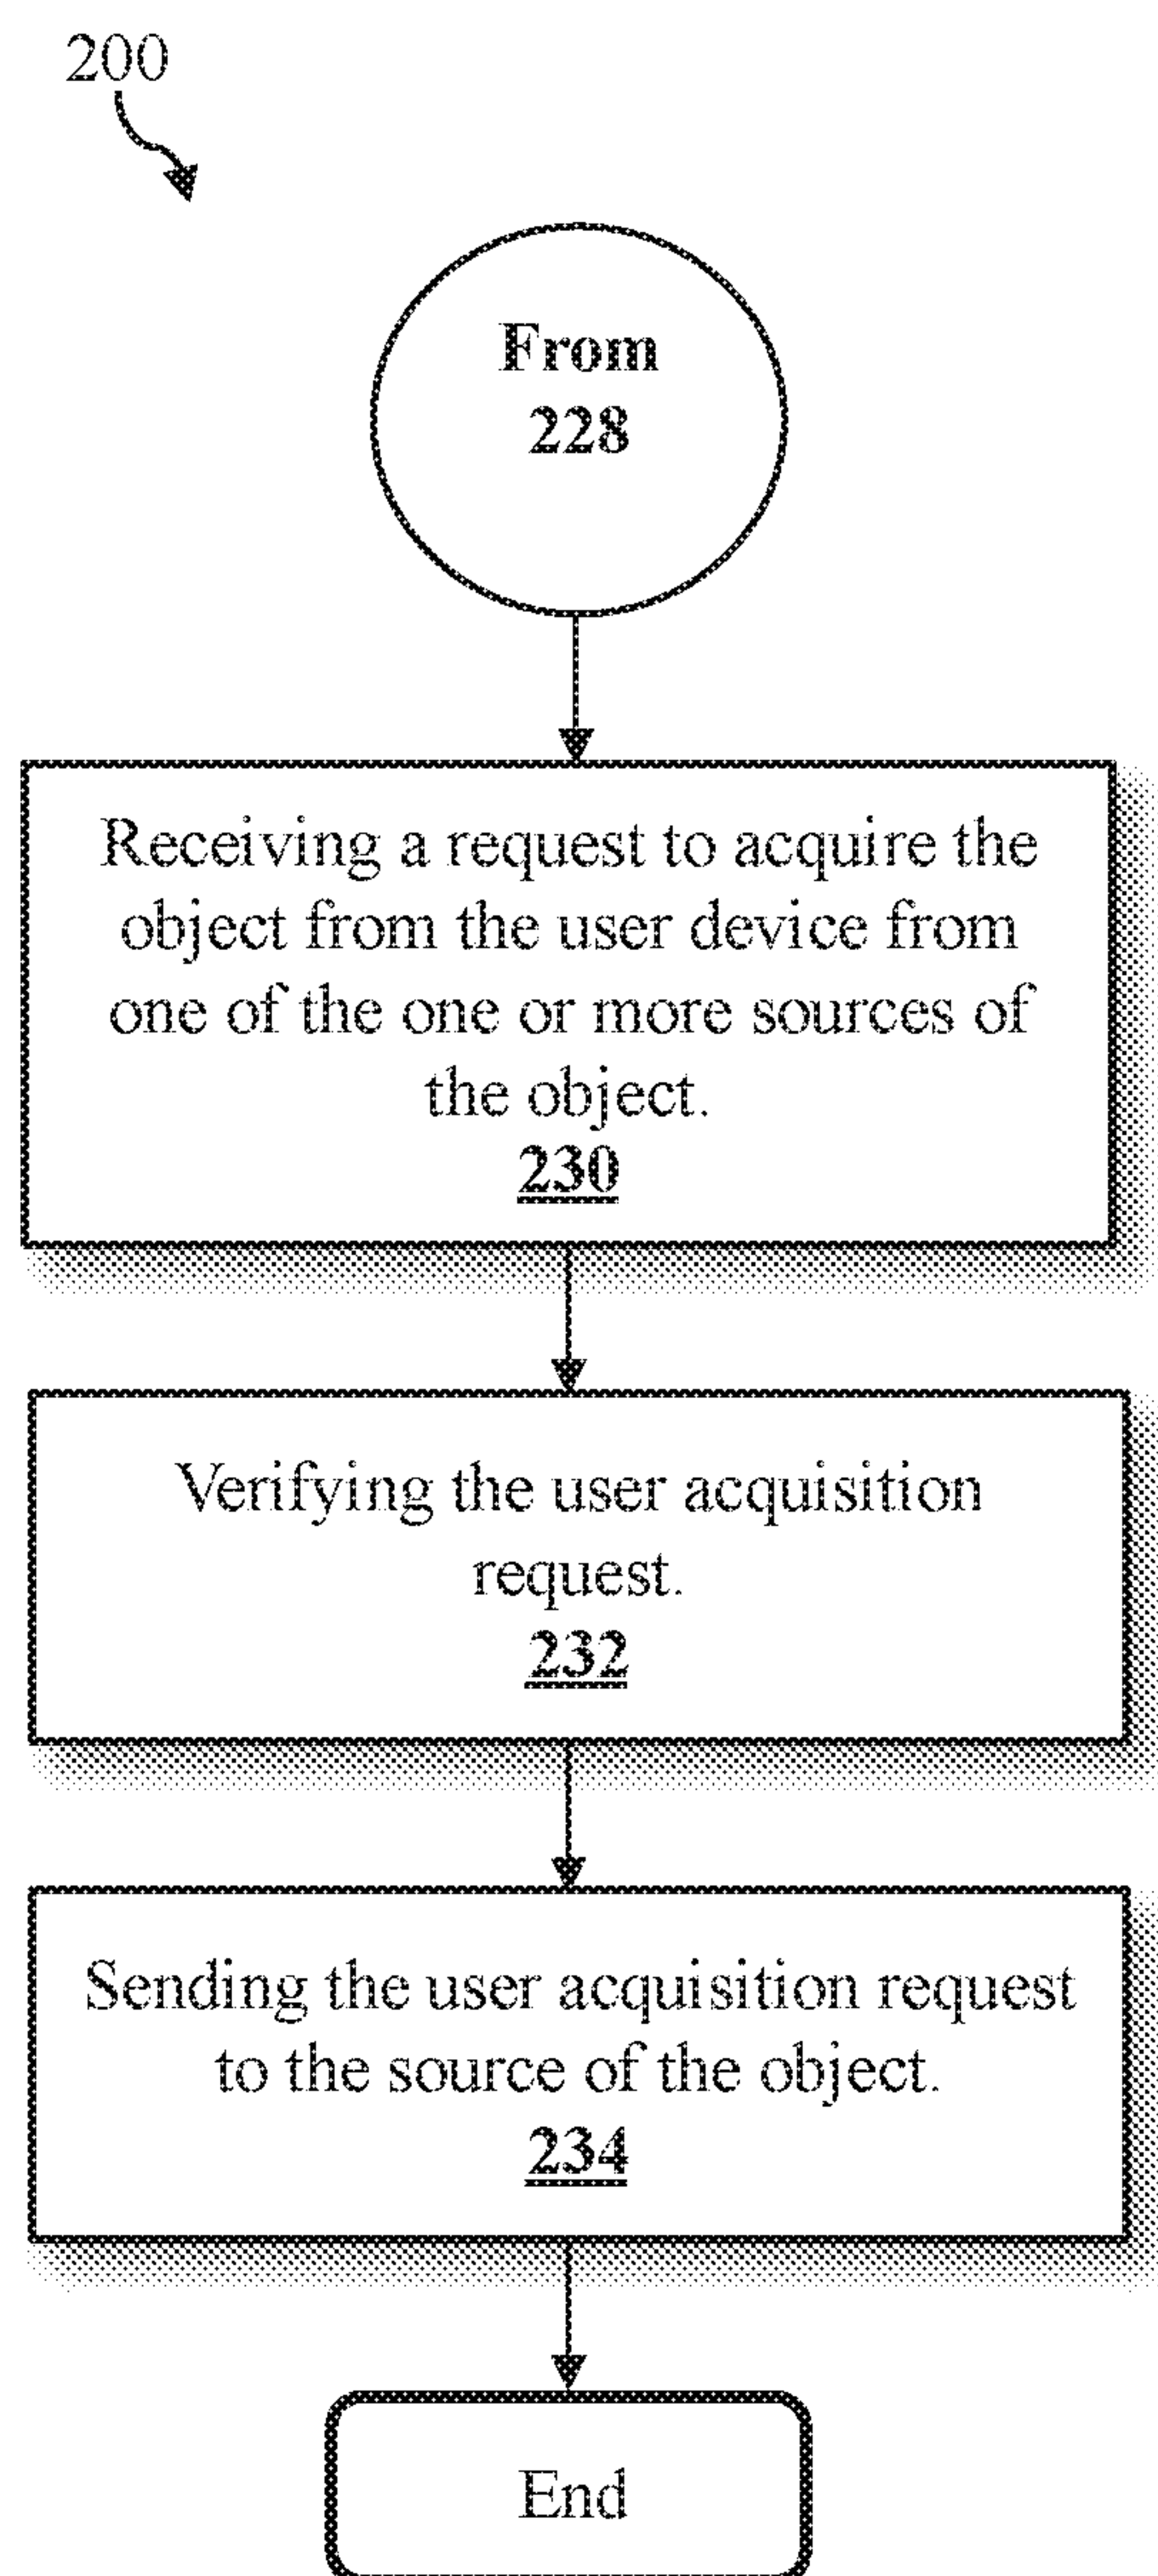 200
From
228
Receiving a request to acquire the
object from the user device from
one of the one or more sources of
the object.
230
Verifying the user acquisition
request.
232
Sending the user acquisition request
to the source of the object.
234
End